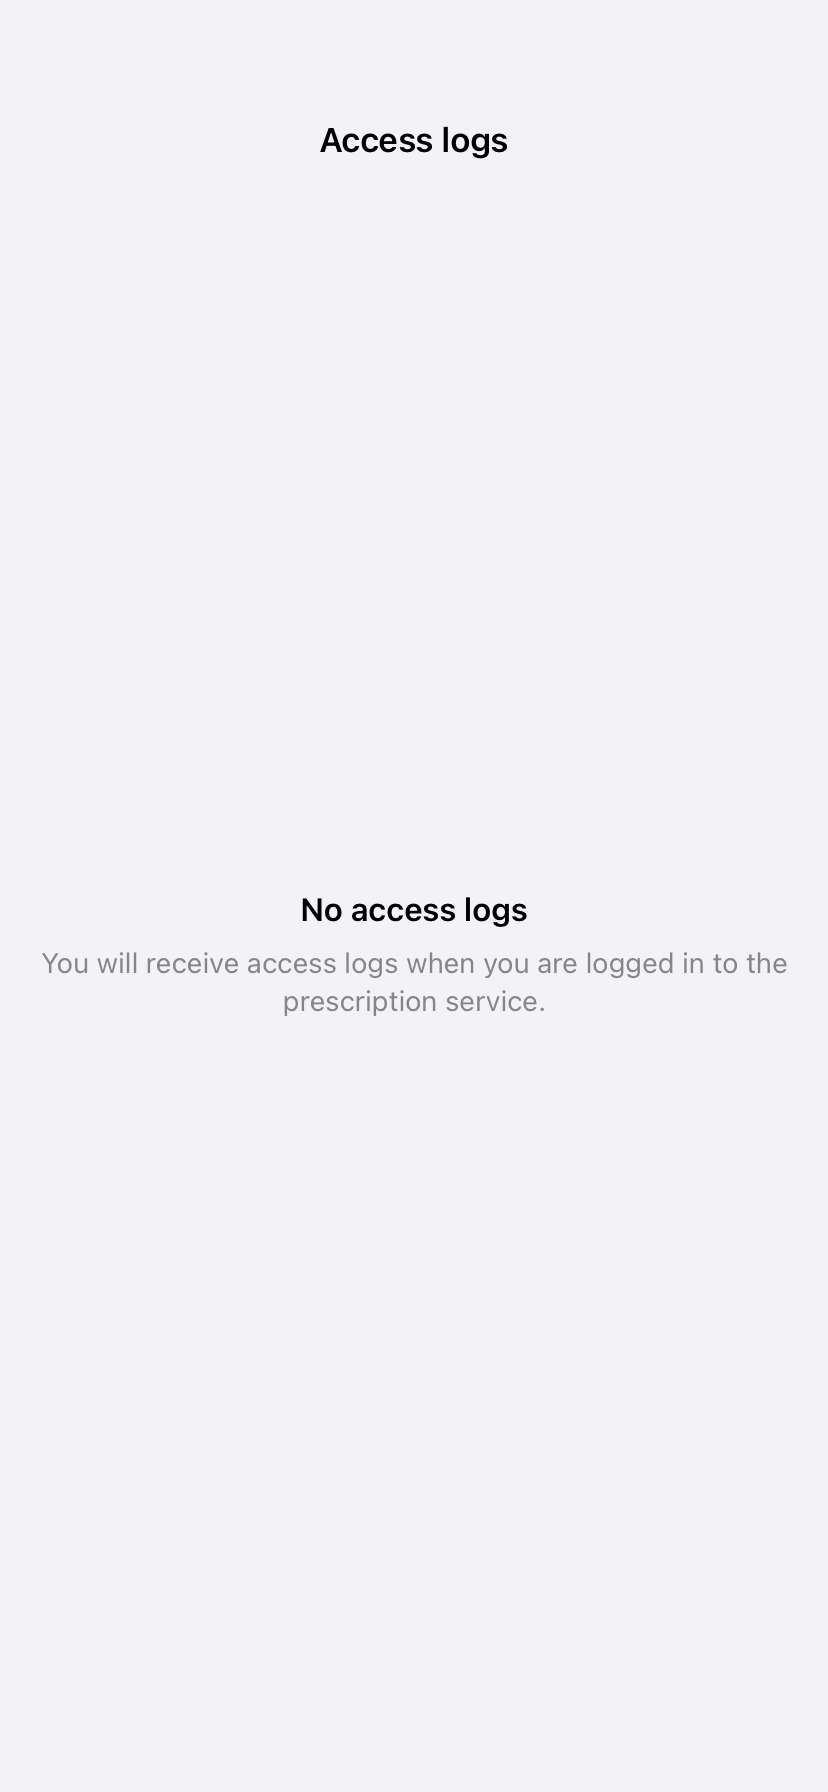 Access logs
No access logs
You will receive access logs when you are logged in to the
prescription service.